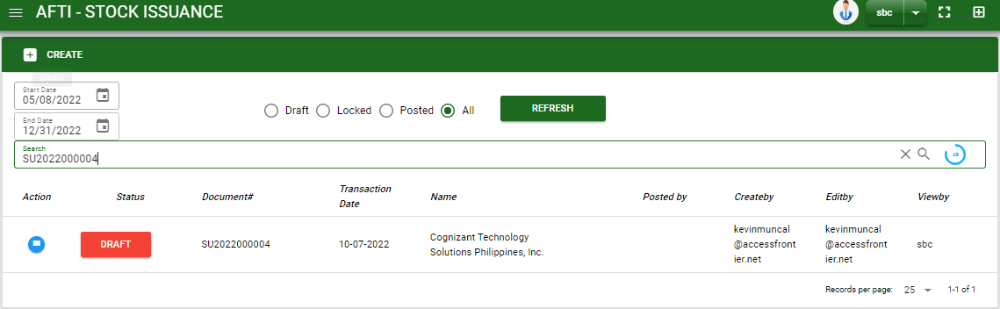 AFTI - STOCK ISSUANCE
sbc
CREATE
Start Date
05/08/2022
End Date
12/31/2022
Draft Locked Posted All
REFRESH
Search
SU2022000004
Action Status Document# Transaction Date Name Posted by Createby Editby Viewby
DRAFT SU2022000004 10-07-2022
Cognizant Technology
Solutions Philippines, Inc.
kevinmuncal
@accessfront
ier.net
kevinmuncal
@accessfront
ier.net
sbc
Records per page: 25 1-1 of 1